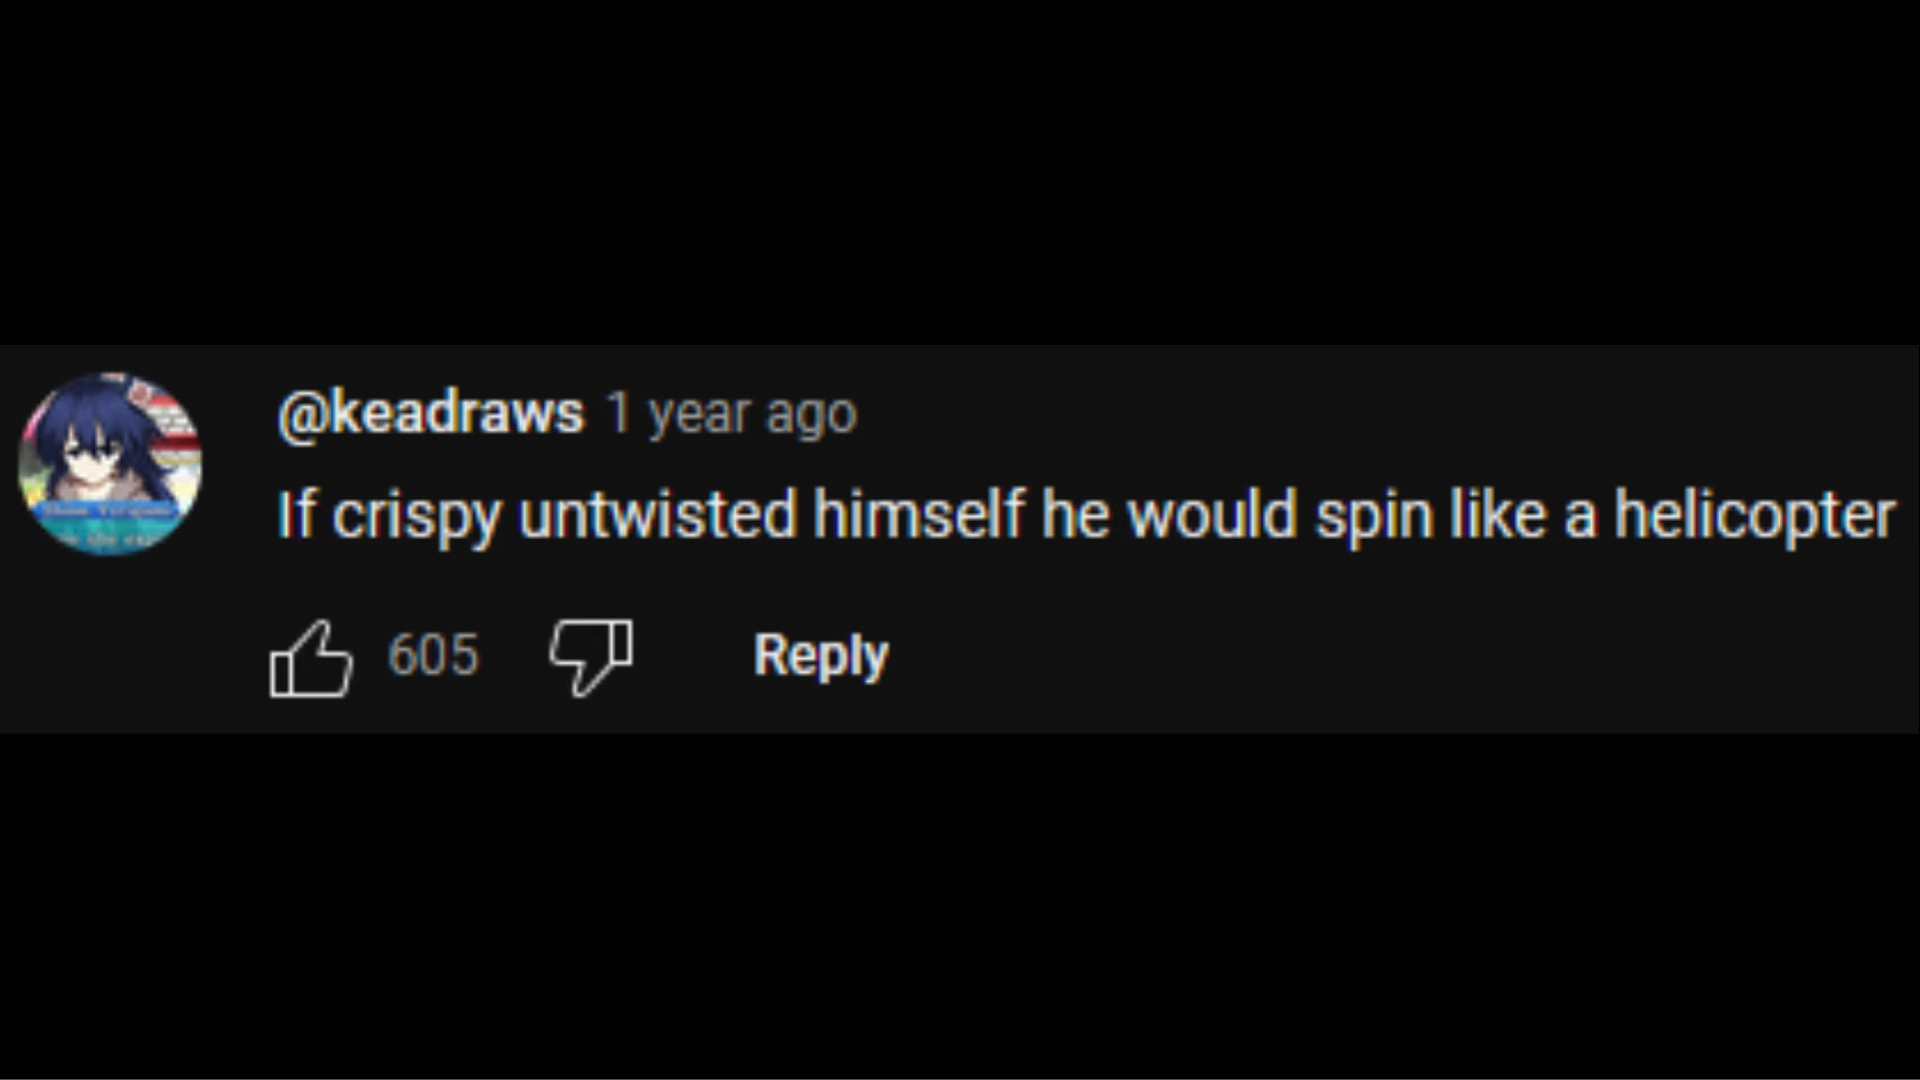 @keadraws 1 year ago
If crispy untwisted himself he would spin like a helicopter
605 Reply